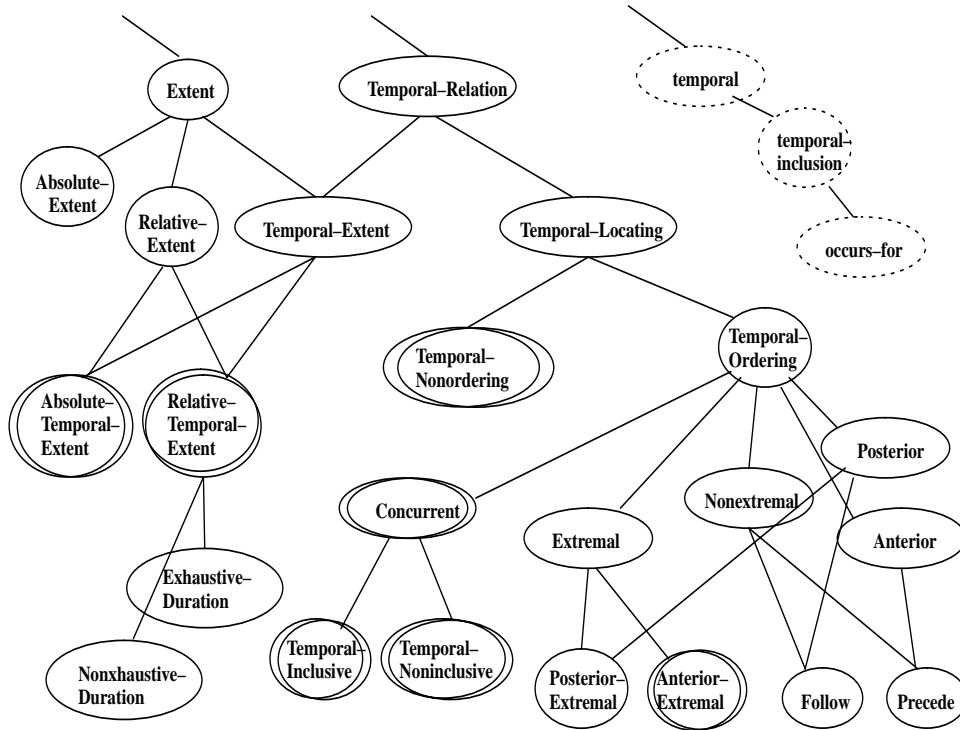 Extent
Temporal–Relation
temporal
temporal–
inclusion
Absolute–
Extent
Relative–
Extent
Temporal–Extent
Temporal–Locating
occurs–for
Temporal–
Nonordering
Temporal–
Ordering
Absolute–
Temporal–
Extent
Relative–
Temporal–
Extent
Posterior
Concurrent
Nonextremal
Extremal
Anterior
Exhaustive–
Duration
Temporal–
Inclusive
Temporal–
Noninclusive
Nonxhaustive–
Duration
Posterior–
Extremal
Anterior–
Extremal
Follow
Precede